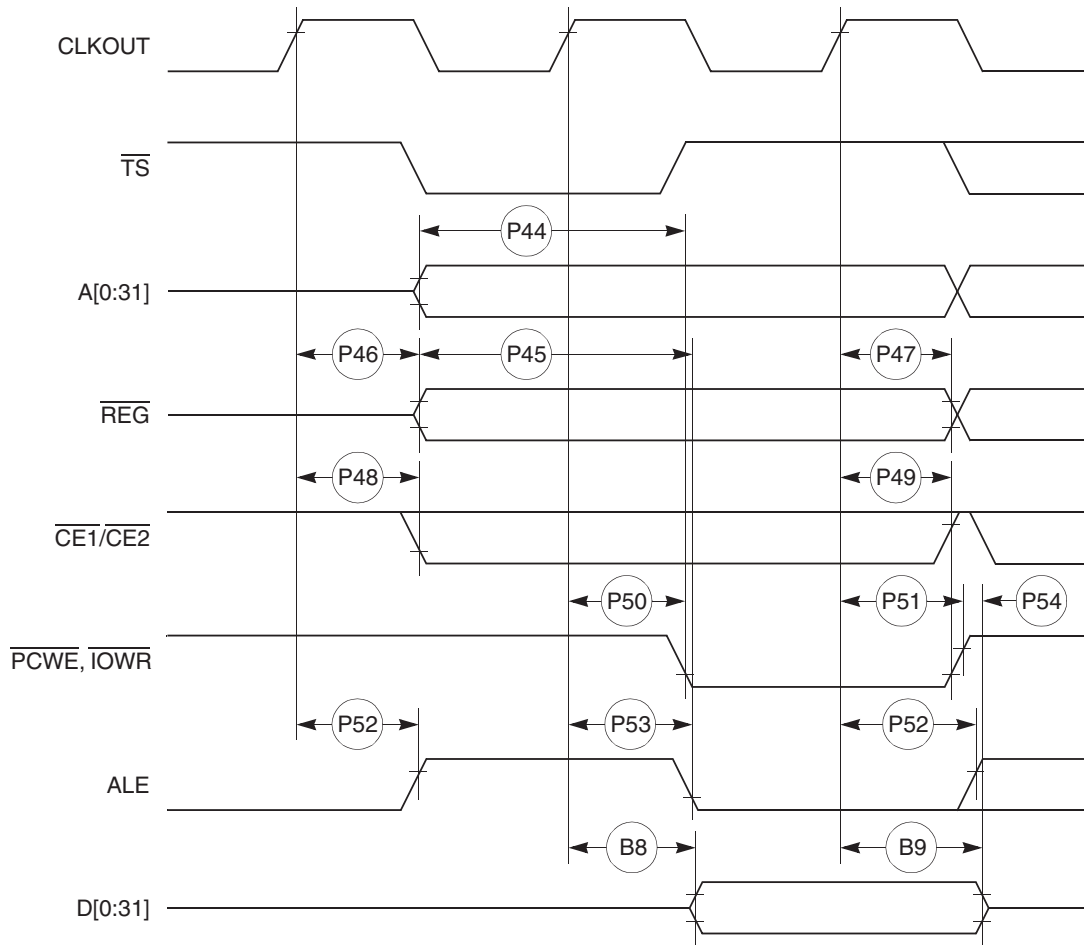 CLKOUT
TS
P44
A[0:31]
P46 P45 P47
REG
P48 P49
CE1/CE2
P50 P51 P54
PCWE, IOWR
P52 P53 P52
ALE
B8 B9
D[0:31]